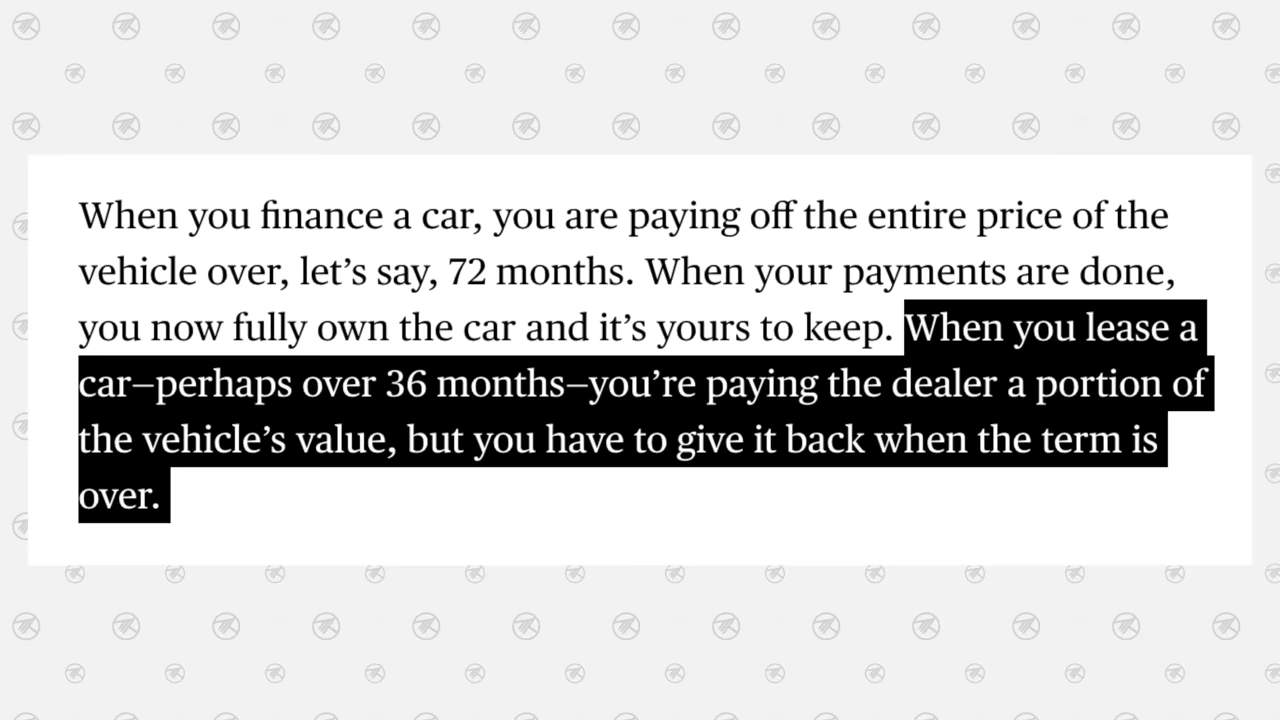 When you finance a car, you are paying off the entire price of the
vehicle over, let’s say, 72 months. When your payments are done,
you now fully own the car and it’s yours to keep. When you lease a
car—perhaps over 36 months—you’re paying the dealer a portion of
the vehicle’s value, but you have to give it back when the term is
over.